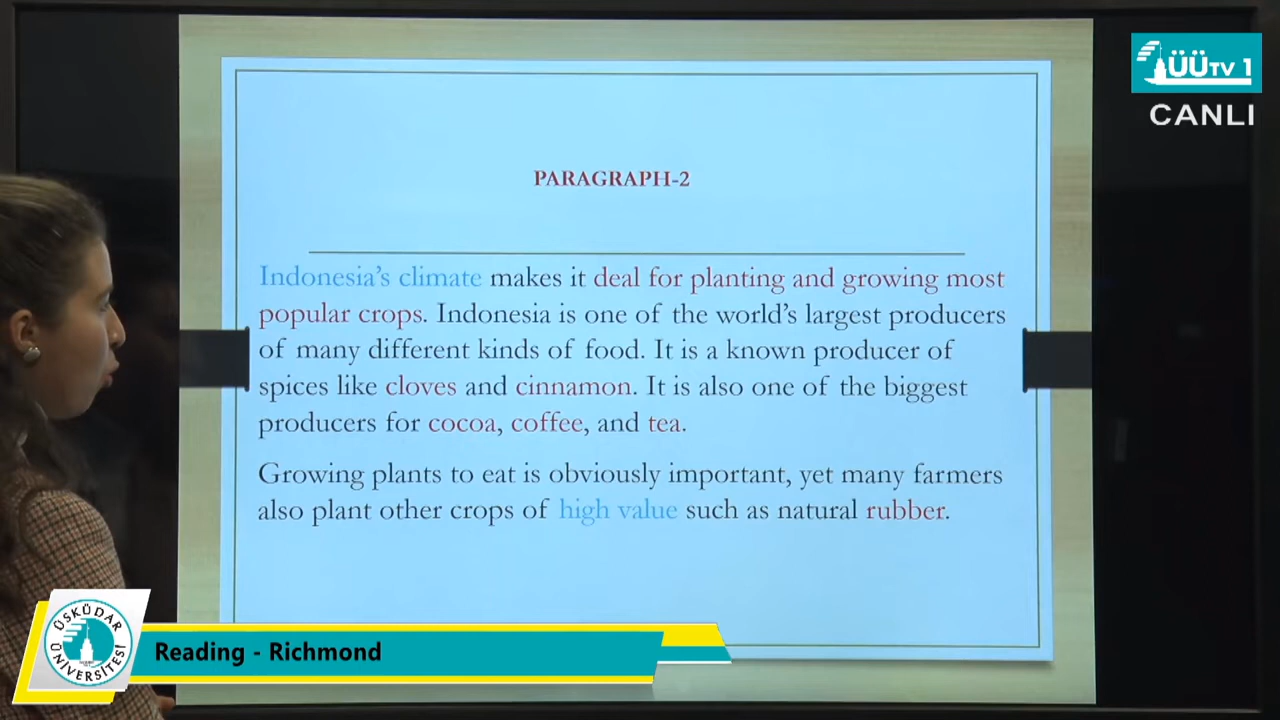 ÜÜTV 1
CANLI
PARAGRAPH-2
Indonesia's climate makes it deal for planting and growing most
popular crops. Indonesia is one of the world's largest producers
of many different kinds of food. It is a known producer of
spices like cloves and cinnamon. It is also one of the biggest
producers for cocoa, coffee, and tea.
Growing plants to eat is obviously important, yet many farmers
also plant other crops of high value such as natural rubber.
ÜSKÜDAR
ÜNİVERSİTESİ
Reading - Richmond